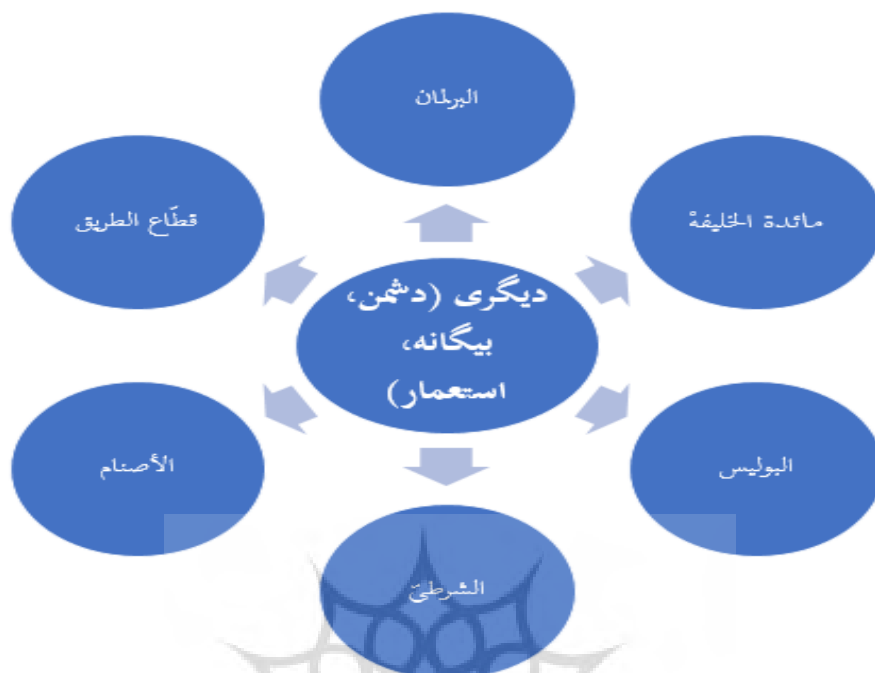 البرلمان
مائدة الخليفة
قطّاع الطريق
دیگری (دشمن،
بیگانه،
استعمار)
البوليس
الأصنام
الشرطيّ